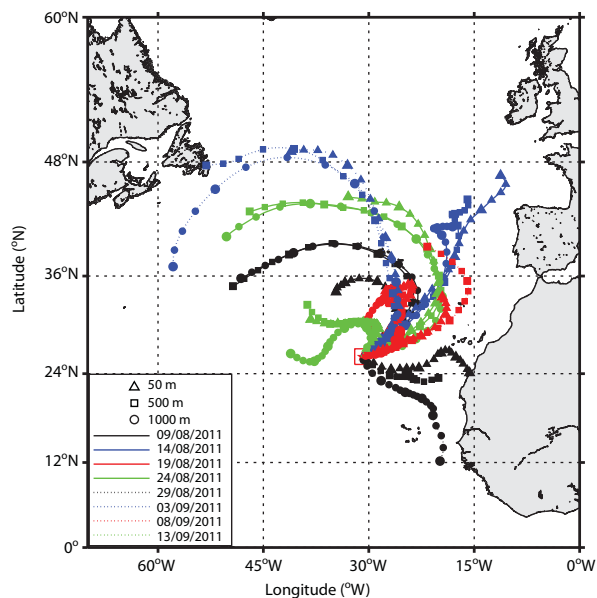 60°N
48°N
36°N
24°N
12°N
0°
Latitude (°N)
50 m
500 m
1000 m
09/08/2011
14/08/2011
19/08/2011
24/08/2011
29/08/2011
03/09/2011
08/09/2011
13/09/2011
60°W 45°W 30°W 15°W 0°W
Longitude (°W)